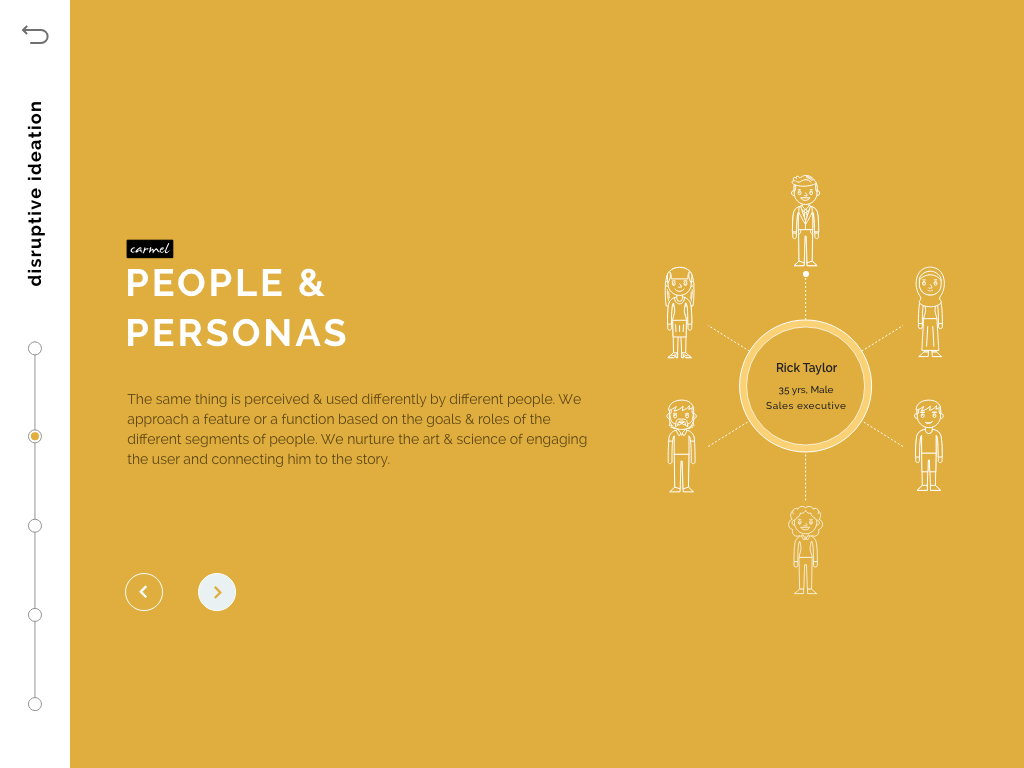 disruptive ideation
carmel
PEOPLE &
PERSONAS
The same thing is perceived & used differently by different people. We
approach a feature or a function based on the goals & roles of the
different segments of people. We nurture the art & science of engaging
the user and connecting him to the story.
Rick Taylor
35 yrs, Male
Sales executive